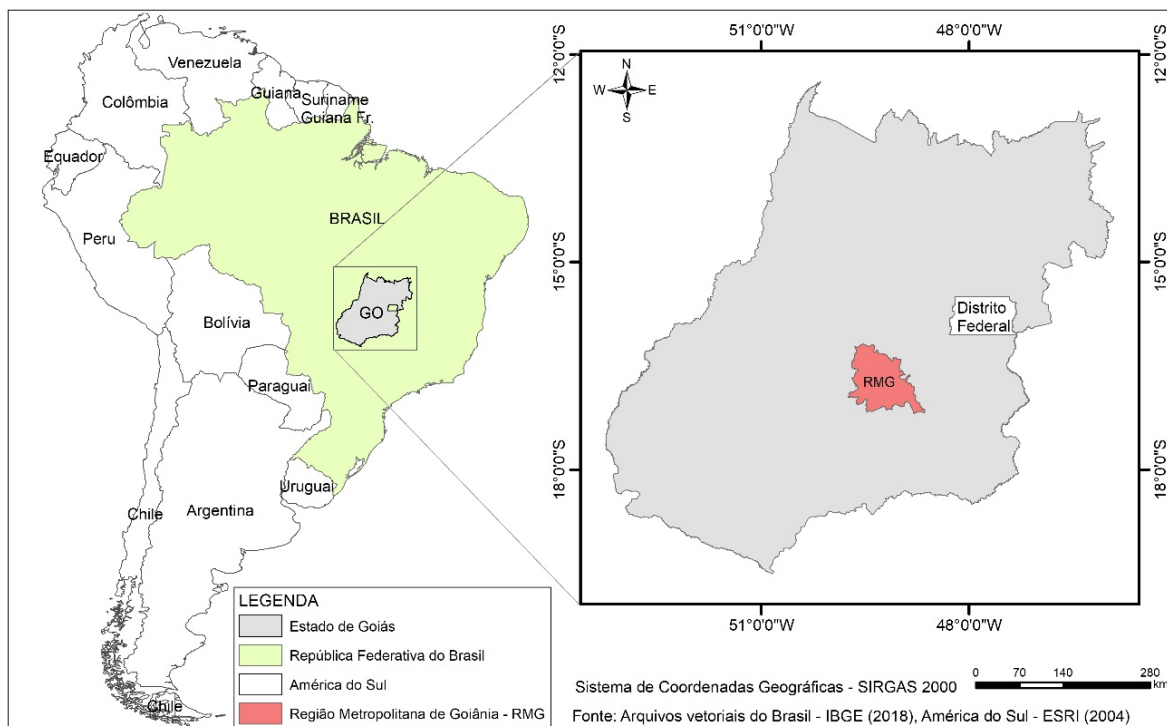 Venezuela
Colômbia
Guiana
Suriname
Guiana Fr.
Equador
Peru
BRASIL
GO
Bolívia
Paraguai
Uruguai
Chile
Argentina
Chile
LEGENDA
Estado de Goiás
República Federativa do Brasil
América do Sul
Região Metropolitana de Goiânia - RMG
51°0'0"W
48°0'0"W
12°0'0"S
12°0'0"S
15°0'0"S
15°0'0"S
18°0'0"S
18°0'0"S
N
W
E
S
Distrito
Federal
RMG
51°0'0"W
48°0'0"W
Sistema de Coordenadas Geográficas - SIRGAS 2000
0 70 140 280
km
Fonte: Arquivos vetoriais do Brasil - IBGE (2018), América do Sul - ESRI (2004)